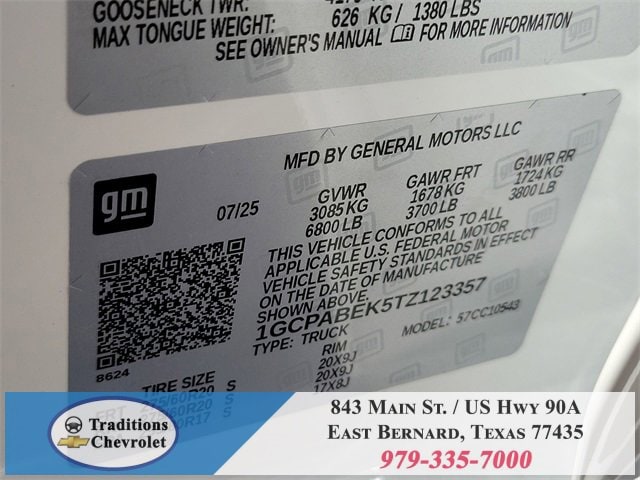 GOOSENECK TWR:
MAX TONGUE WEIGHT: 626 KG/ 1380 LBS
SEE OWNER'S MANUAL FOR MORE INFORMATION
gm
MFD BY GENERAL MOTORS LLC
07/25
GVWR GAWR FRT GAWR RR
3085 KG 1678 KG 1724 KG
6800 LB 3700 LB 3800 LB
THIS VEHICLE CONFORMS TO ALL
APPLICABLE U.S. FEDERAL MOTOR
VEHICLE SAFETY STANDARDS IN EFFECT
ON THE DATE OF MANUFACTURE
SHOWN ABOVE.
1GCPABEK5TZ123357
TYPE: TRUCK MODEL: 57CC10543
8624
TIRE SIZE RIM
S 20X9J
S 20X9J
S 17X8J
Traditions
Chevrolet
843 Main St. / US Hwy 90A
East Bernard, Texas 77435
979-335-7000